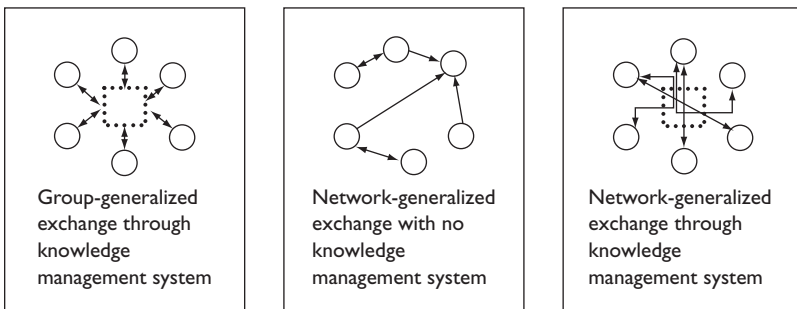 Group-generalized
exchange through
knowledge
management system
Network-generalized
exchange with no
knowledge
management system
Network-generalized
exchange through
knowledge
management system